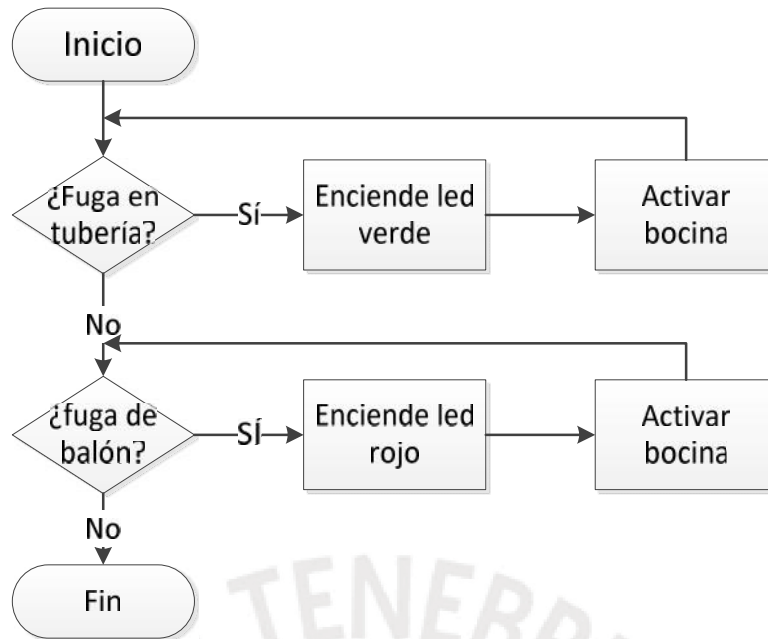 Inicio
¿Fuga en
tubería?
Sí
Enciende led
verde
Activar
bocina
No
¿fuga de
balón?
SÍ
Enciende led
rojo
Activar
bocina
No
Fin
TENEBR